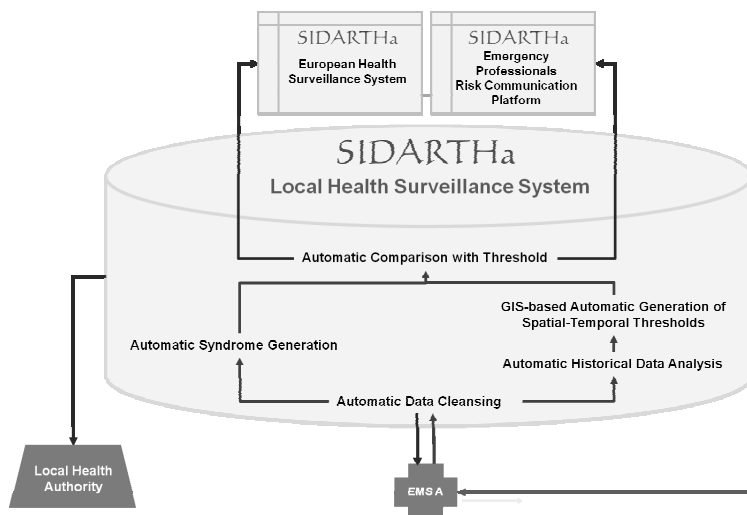 SIDARTHa
European Health
Surveillance System
SIDARTHa
Emergency
Professionals
Risk Communication
Platform
SIDARTHa
Local Health Surveillance System
Automatic Comparison with Threshold
GIS-based Automatic Generation of
Spatial-Temporal Thresholds
Automatic Syndrome Generation
Automatic Historical Data Analysis
Automatic Data Cleansing
Local Health
Authority
EMS A